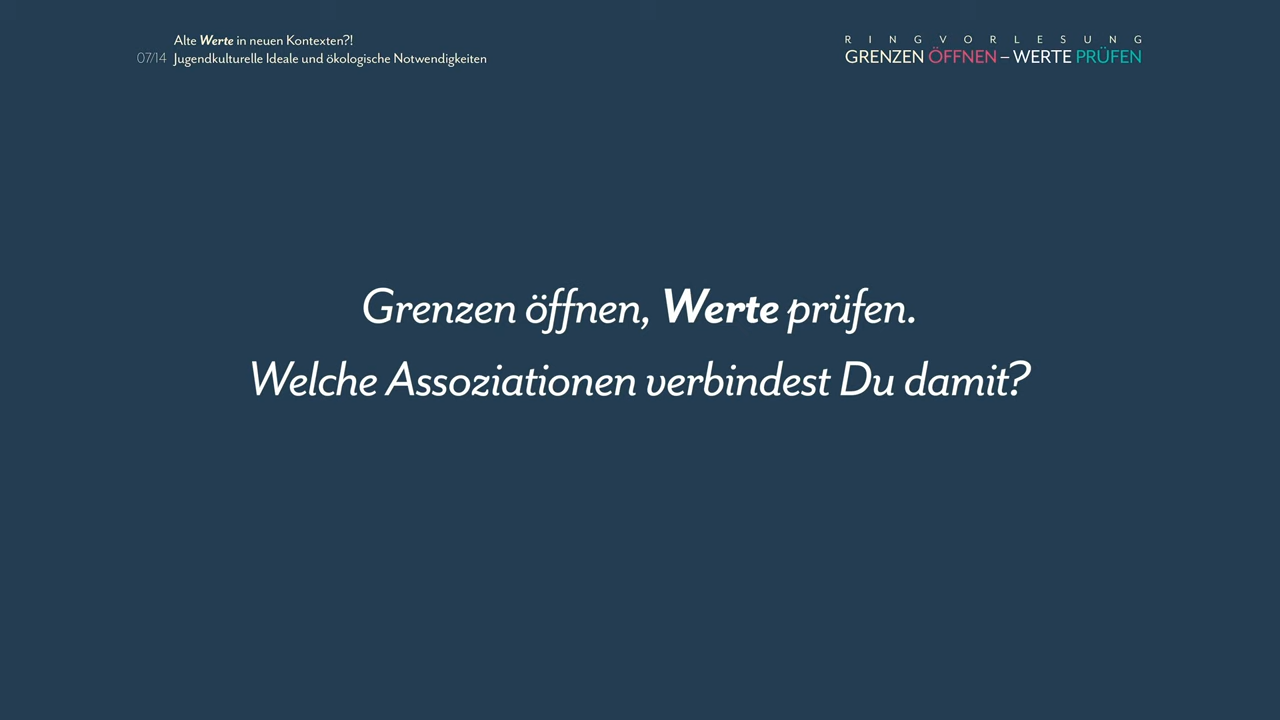 Alte Werte in neuen Kontexten?!
07/14 Jugendkulturelle Ideale und ökologische Notwendigkeiten
RINGVORLESUNG
GRENZEN ÖFFNEN – WERTE PRÜFEN
Grenzen öffnen, Werte prüfen.
Welche Assoziationen verbindest Du damit?